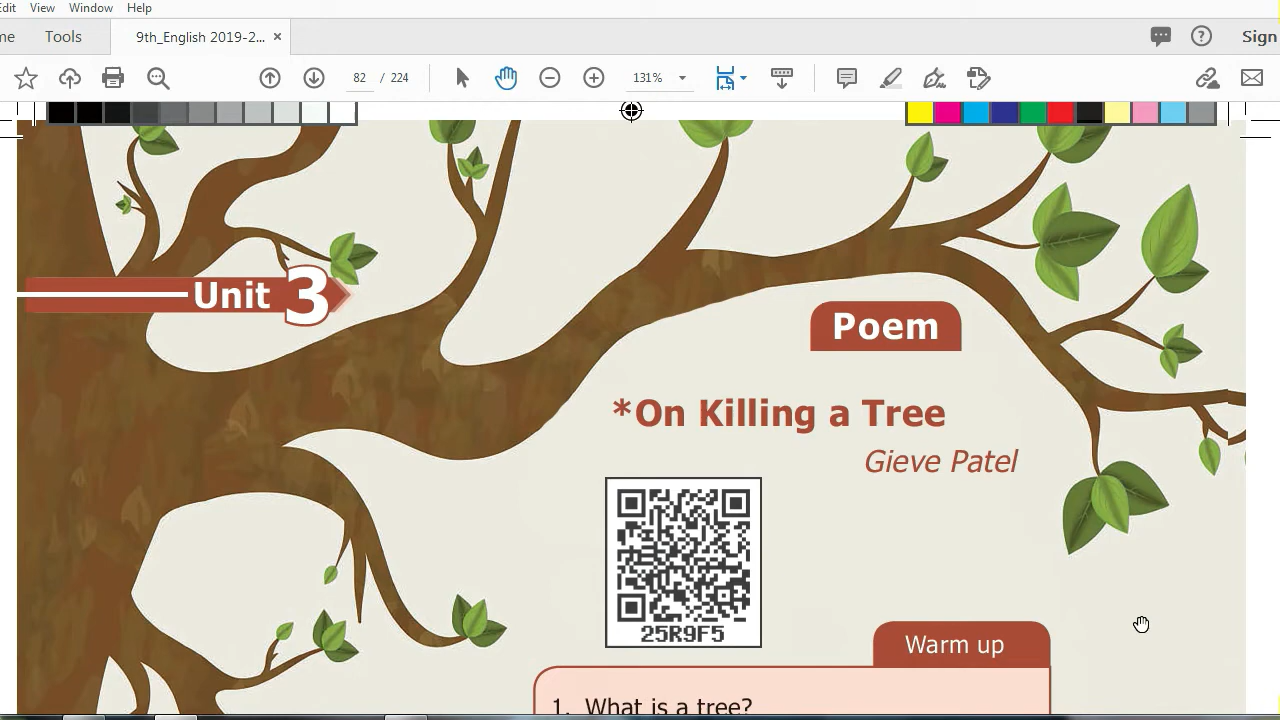 Edit View Window Help
me Tools 9th_English 2019-2... ×
82 / 224 131% Sign
Unit 3
Poem
*On Killing a Tree
Gieve Patel
25R9F5
Warm up
1. What is a tree?